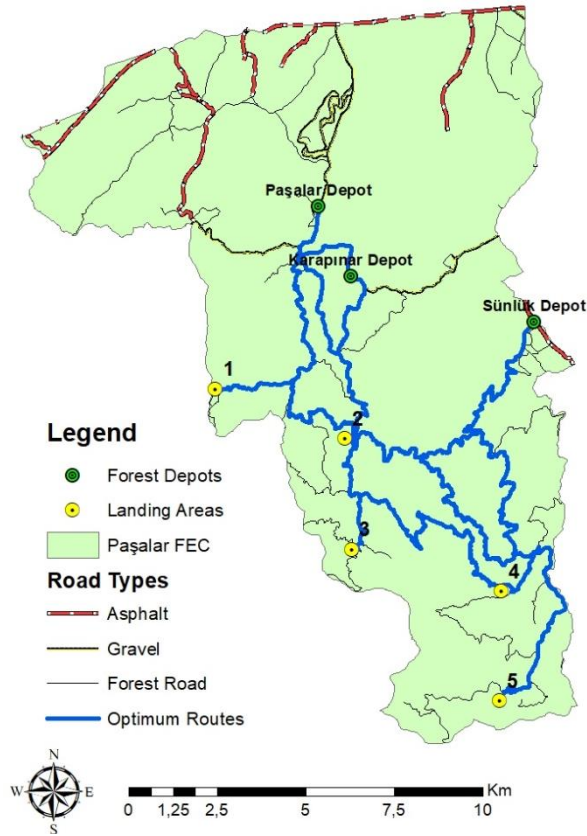 Paşalar Depot
Karapınar Depot
Sünlük Depot
1
2
3
4
5
Legend
Forest Depots
Landing Areas
Paşalar FEC
Road Types
Asphalt
Gravel
Forest Road
Optimum Routes
N
W E
S
Km
0 1,25 2,5 5 7,5 10